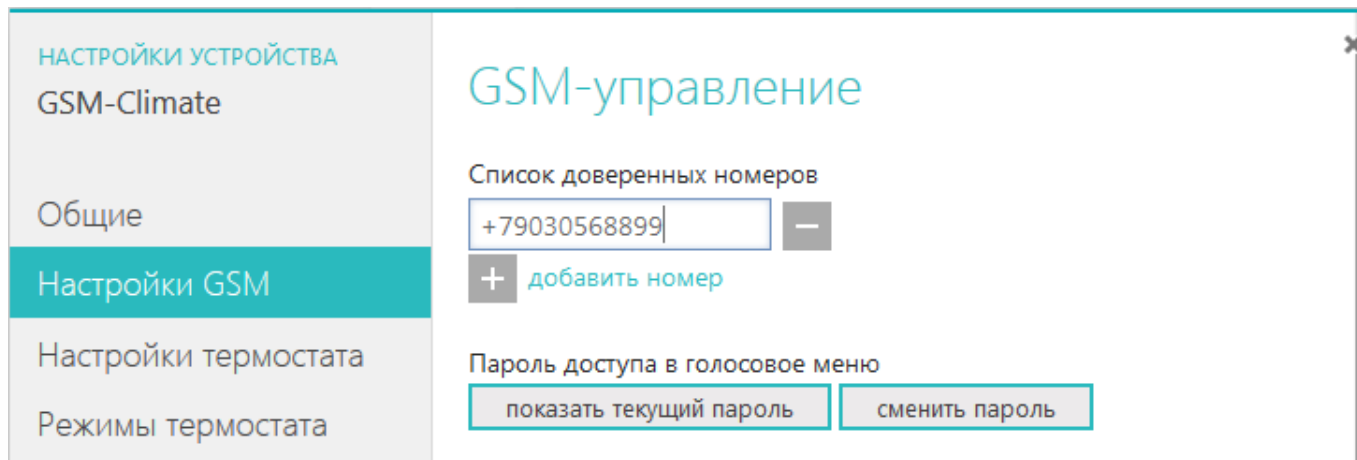 НАСТРОЙКИ УСТРОЙСТВА
GSM-Climate
Общие
Настройки GSM
Настройки термостата
Режимы термостата
GSM-управление
Список доверенных номеров
+79030568899
добавить номер
Пароль доступа в голосовое меню
показать текущий пароль
сменить пароль